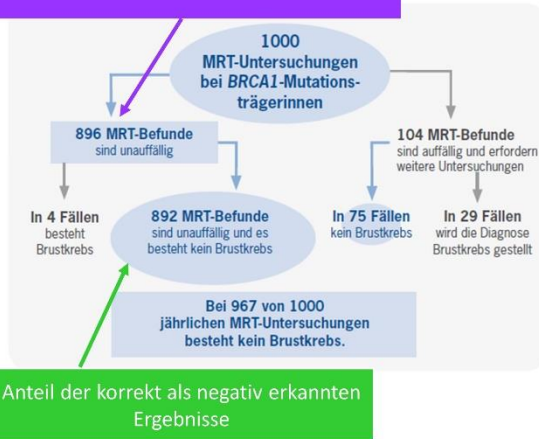 1000
MRT-Untersuchungen
bei BRCA1-Mutations-
trägerinnen
896 MRT-Befunde
sind unauffällig
104 MRT-Befunde
sind auffällig und erfordern
weitere Untersuchungen
In 4 Fällen
besteht
Brustkrebs
892 MRT-Befunde
sind unauffällig und es
besteht kein Brustkrebs
In 75 Fällen
kein Brustkrebs
In 29 Fällen
wird die Diagnose
Brustkrebs gestellt
Bei 967 von 1000
jährlichen MRT-Untersuchungen
besteht kein Brustkrebs.
Anteil der korrekt als negativ erkannten
Ergebnisse